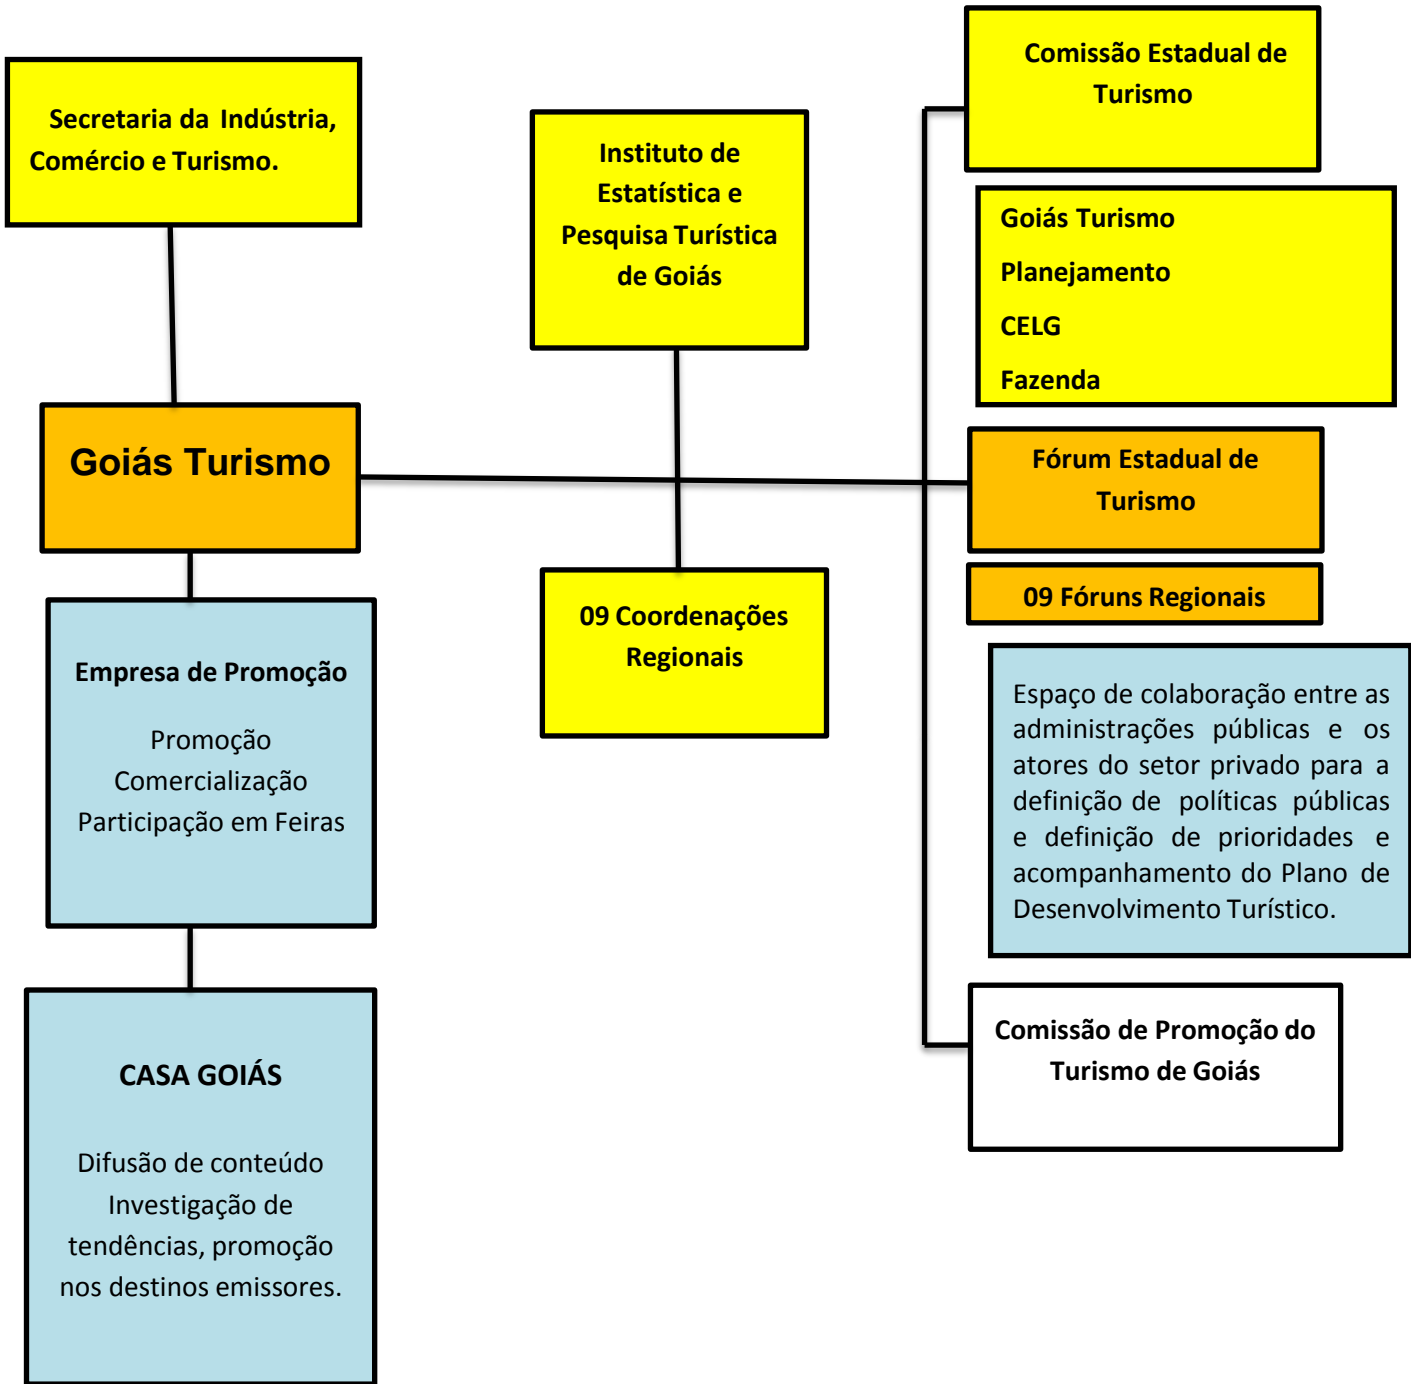 Secretaria da Indústria,
Comércio e Turismo.
Goiás Turismo
Empresa de Promoção
Promoção
Comercialização
Participação em Feiras
CASA GOIÁS
Difusão de conteúdo
Investigação de
tendências, promoção
nos destinos emissores.
Instituto de
Estatística e
Pesquisa Turística
de Goiás
09 Coordenações
Regionais
Comissão Estadual de
Turismo
Goiás Turismo
Planejamento
CELG
Fazenda
Fórum Estadual de
Turismo
09 Fóruns Regionais
Espaço de colaboração entre as
administrações públicas e os
atores do setor privado para a
definição de políticas públicas
e definição de prioridades e
acompanhamento do Plano de
Desenvolvimento Turístico.
Comissão de Promoção do
Turismo de Goiás